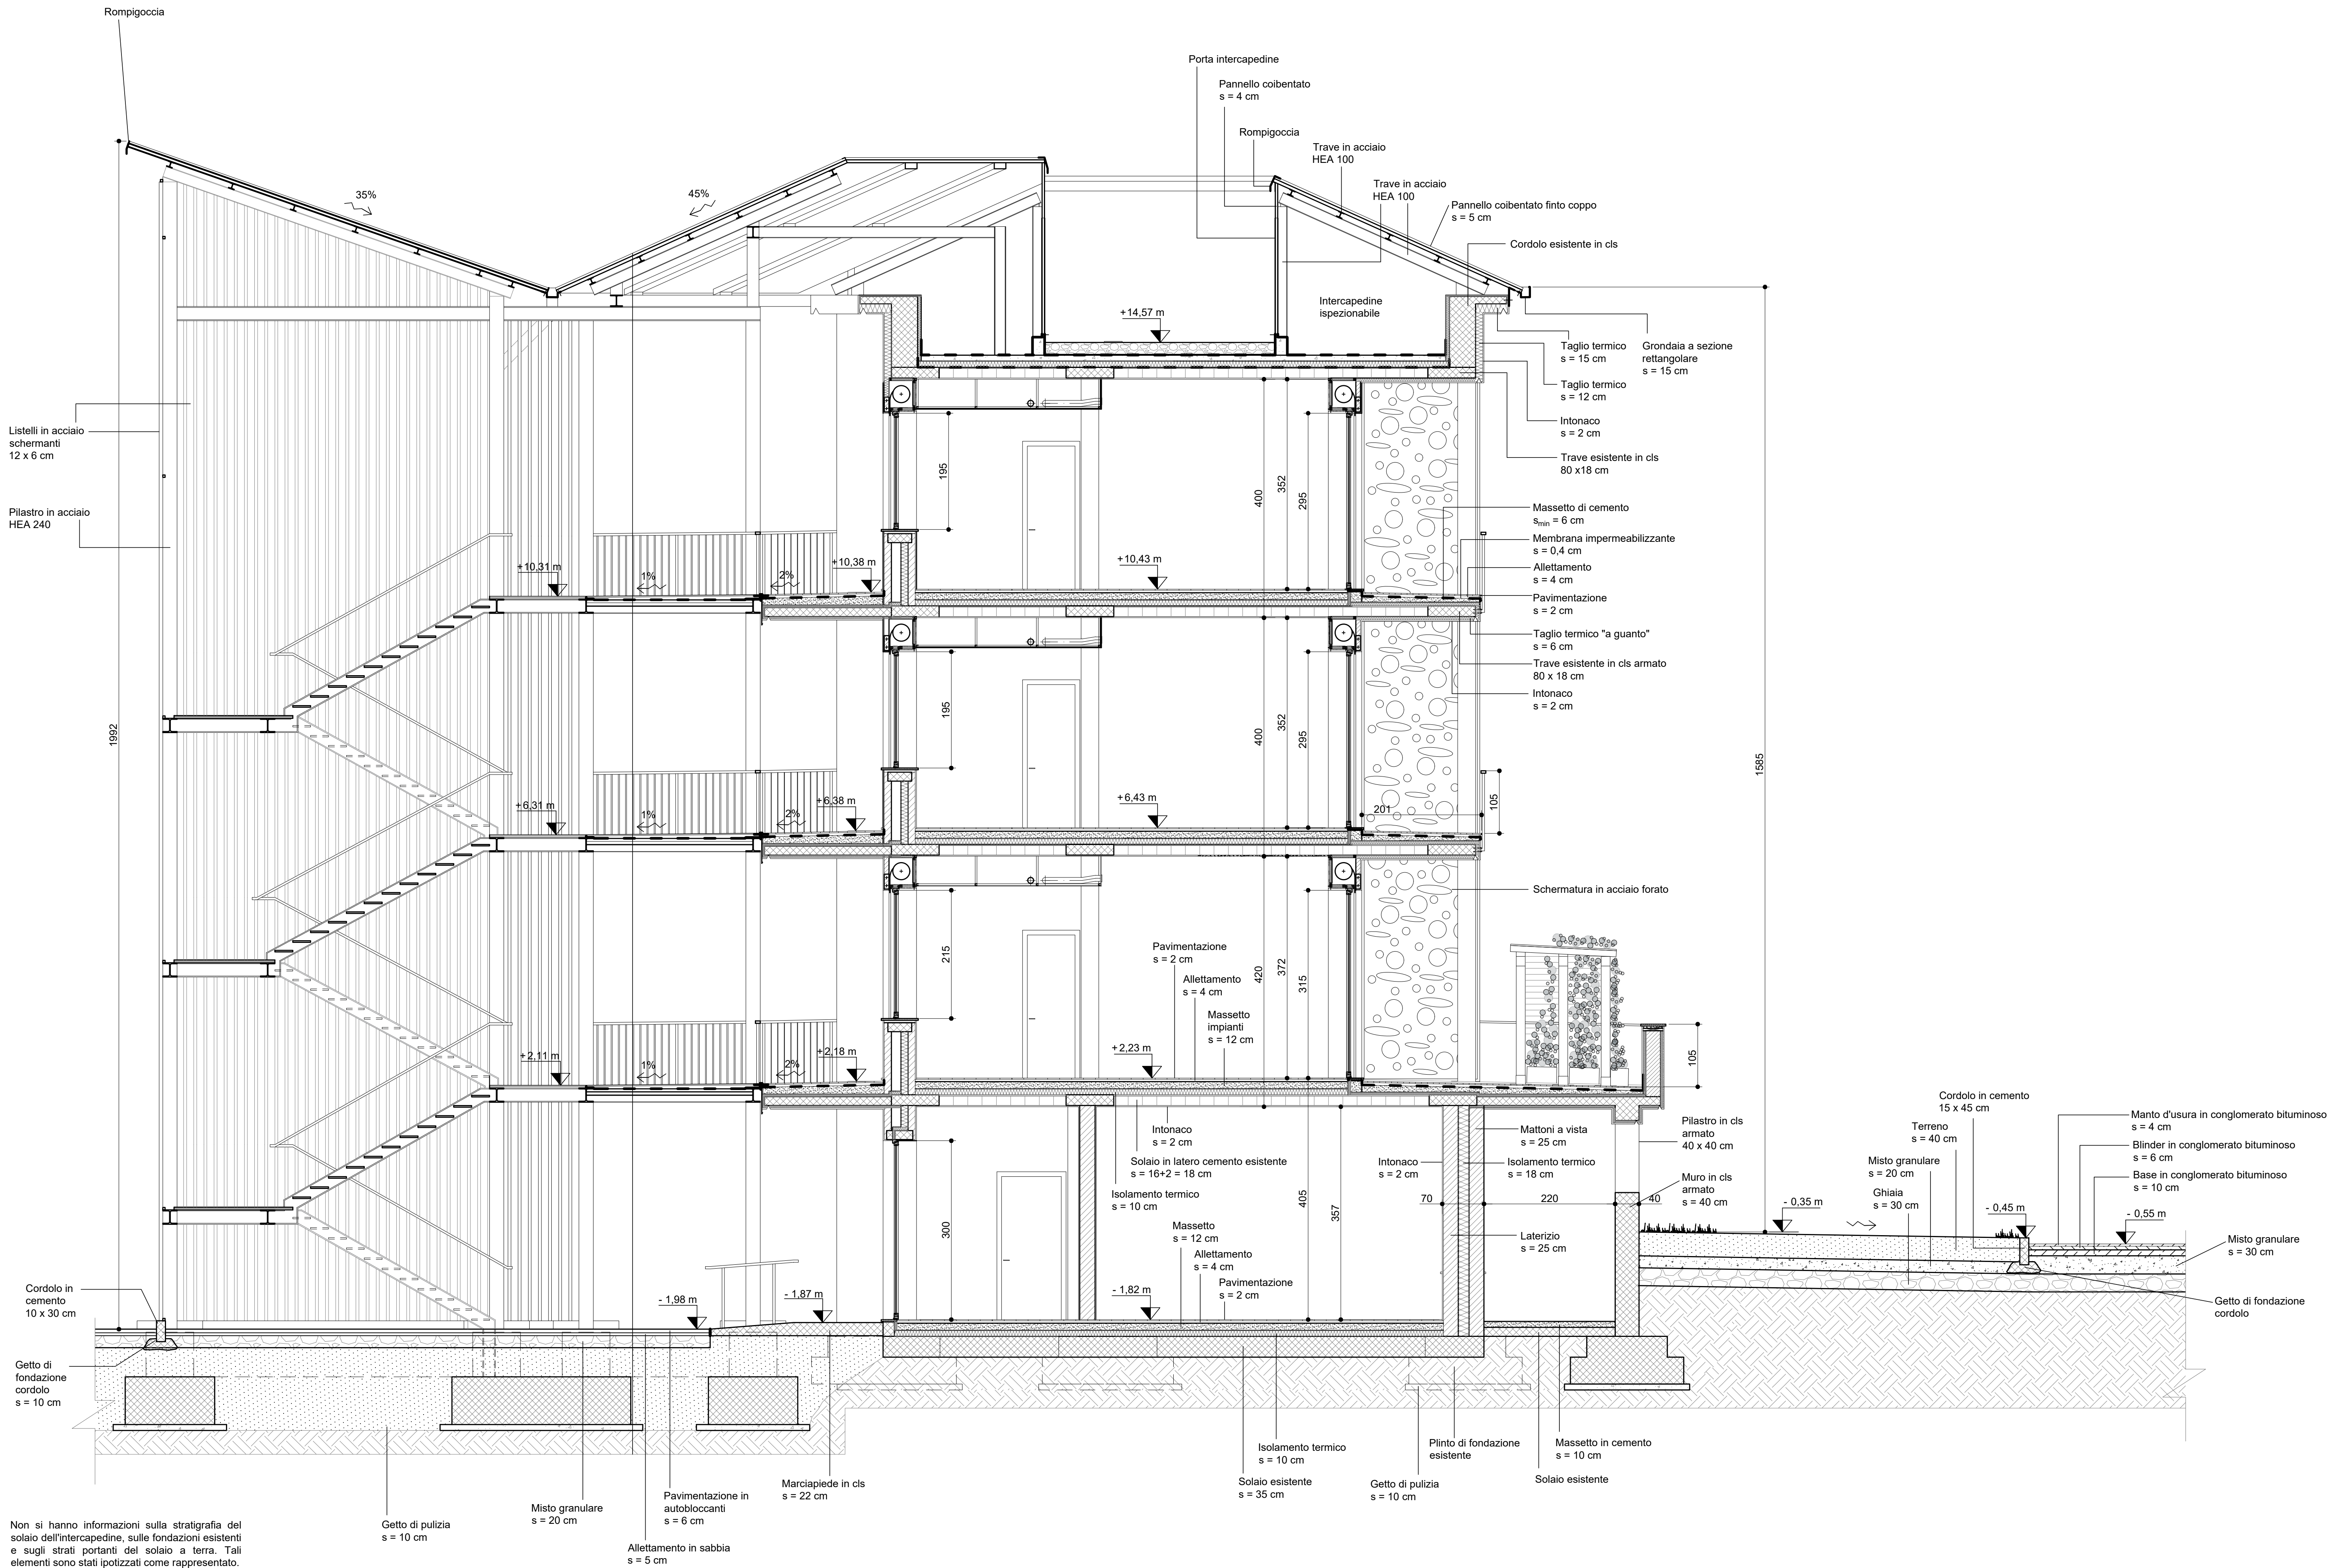 Rompigoccia
Porta intercapedine
Pannello coibentato
s = 4 cm
Rompigoccia
Trave in acciaio
HEA 100
Trave in acciaio
HEA 100
Pannello coibentato finto coppo
s = 5 cm
Cordolo esistente in cls
35%
45%
Intercapedine
ispezionabile
+14,57 m
Taglio termico
s = 15 cm
Grondaia a sezione
rettangolare
s = 15 cm
Taglio termico
s = 12 cm
Intonaco
s = 2 cm
Trave esistente in cls
80 x18 cm
Listelli in acciaio
schermanti
12 x 6 cm
Pilastro in acciaio
HEA 240
195
400
352
295
Massetto di cemento
smin = 6 cm
Membrana impermeabilizzante
s = 0,4 cm
Allettamento
s = 4 cm
Pavimentazione
s = 2 cm
Taglio termico "a guanto"
s = 6 cm
Trave esistente in cls armato
80 x 18 cm
Intonaco
s = 2 cm
+10,31 m
1%
2%
+10,38 m
+10,43 m
1992
195
400
352
295
1585
+6,31 m
1%
2%
+6,38 m
+6,43 m
201
105
Schermatura in acciaio forato
215
420
372
315
Pavimentazione
s = 2 cm
Allettamento
s = 4 cm
Massetto
impianti
s = 12 cm
+2,11 m
1%
2%
+2,18 m
+2,23 m
105
Intonaco
s = 2 cm
Solaio in latero cemento esistente
s = 16+2 = 18 cm
Isolamento termico
s = 10 cm
Massetto
s = 12 cm
Allettamento
s = 4 cm
Pavimentazione
s = 2 cm
300
405
357
Intonaco
s = 2 cm
Mattoni a vista
s = 25 cm
Isolamento termico
s = 18 cm
70
220
40
Laterizio
s = 25 cm
Pilastro in cls
armato
40 x 40 cm
Muro in cls
armato
s = 40 cm
Cordolo in cemento
15 x 45 cm
Terreno
s = 40 cm
Misto granulare
s = 20 cm
Ghiaia
s = 30 cm
Manto d'usura in conglomerato bituminoso
s = 4 cm
Blinder in conglomerato bituminoso
s = 6 cm
Base in conglomerato bituminoso
s = 10 cm
- 0,35 m
- 0,45 m
- 0,55 m
Misto granulare
s = 30 cm
Getto di fondazione
cordolo
Cordolo in
cemento
10 x 30 cm
- 1,98 m
- 1,87 m
- 1,82 m
Getto di
fondazione
cordolo
s = 10 cm
Getto di pulizia
s = 10 cm
Misto granulare
s = 20 cm
Allettamento in sabbia
s = 5 cm
Pavimentazione in
autobloccanti
s = 6 cm
Marciapiede in cls
s = 22 cm
Isolamento termico
s = 10 cm
Solaio esistente
s = 35 cm
Getto di pulizia
s = 10 cm
Plinto di fondazione
esistente
Massetto in cemento
s = 10 cm
Solaio esistente
Non si hanno informazioni sulla stratigrafia del
solaio dell'intercapedine, sulle fondazioni esistenti
e sugli strati portanti del solaio a terra. Tali
elementi sono stati ipotizzati come rappresentato.